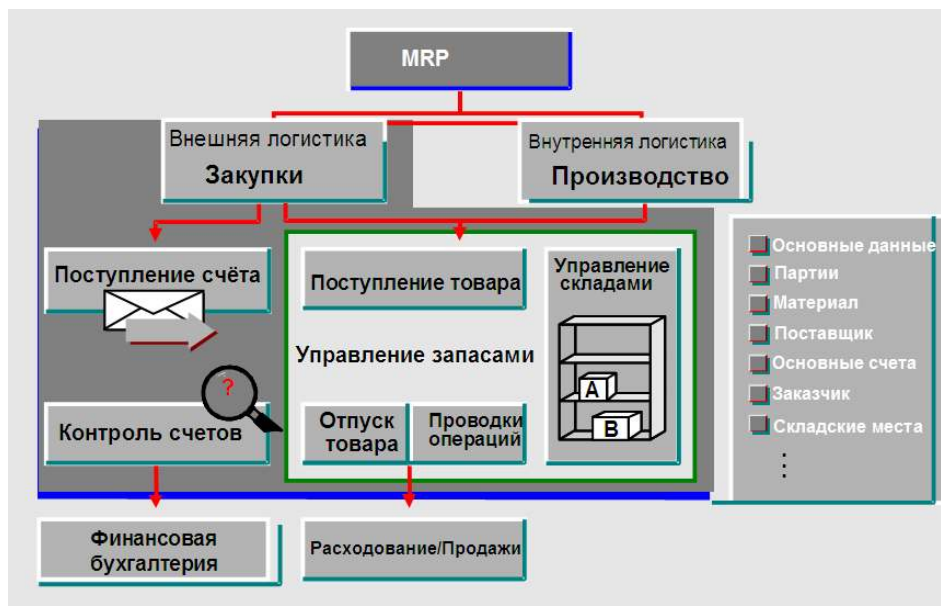 MRP
Внешняя логистика
Закупки
Внутренняя логистика
Производство
Поступление счёта
Поступление товара
Управление
складами
Управление запасами
A
B
?
Контроль счетов
Отпуск
товара
Проводки
операций
Финансовая
бухгалтерия
Расходование/Продажи
Основные данные
Партии
Материал
Поставщик
Основные счета
Заказчик
Складские места
⋮